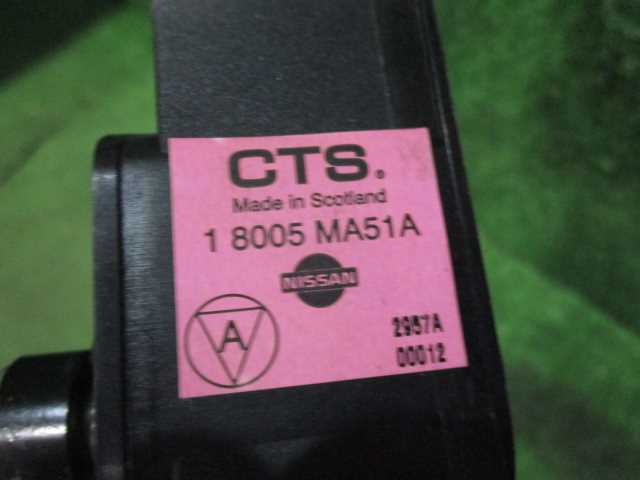 CTS.
Made in Scotland
1 8005 MA51A
NISSAN
A
2957A
00012